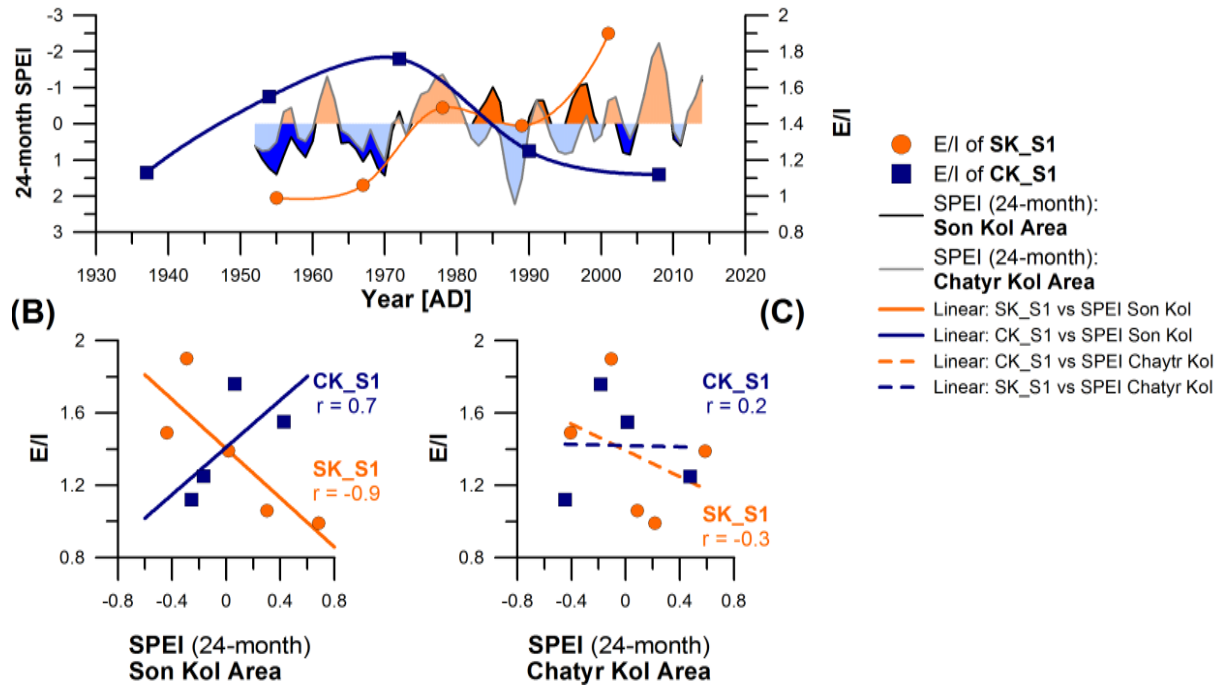 -3
-2
-1
0
1
2
3
24-month SPEI
2
1.8
1.6
1.4
1.2
1
0.8
E/I
1930 1940 1950 1960 1970 1980 1990 2000 2010 2020
Year [AD]
E/I of SK_S1
E/I of CK_S1
SPEI (24-month):
Son Kol Area
SPEI (24-month):
Chatyr Kol Area
Linear: SK_S1 vs SPEI Son Kol
Linear: CK_S1 vs SPEI Son Kol
Linear: CK_S1 vs SPEI Chaytr Kol
Linear: SK_S1 vs SPEI Chatyr Kol
(B)
2
1.6
1.2
0.8
E/I
CK_S1
r = 0.7
SK_S1
r = -0.9
-0.8 -0.4 0 0.4 0.8
SPEI (24-month)
Son Kol Area
(C)
2
1.6
1.2
0.8
E/I
CK_S1
r = 0.2
SK_S1
r = -0.3
-0.8 -0.4 0 0.4 0.8
SPEI (24-month)
Chatyr Kol Area